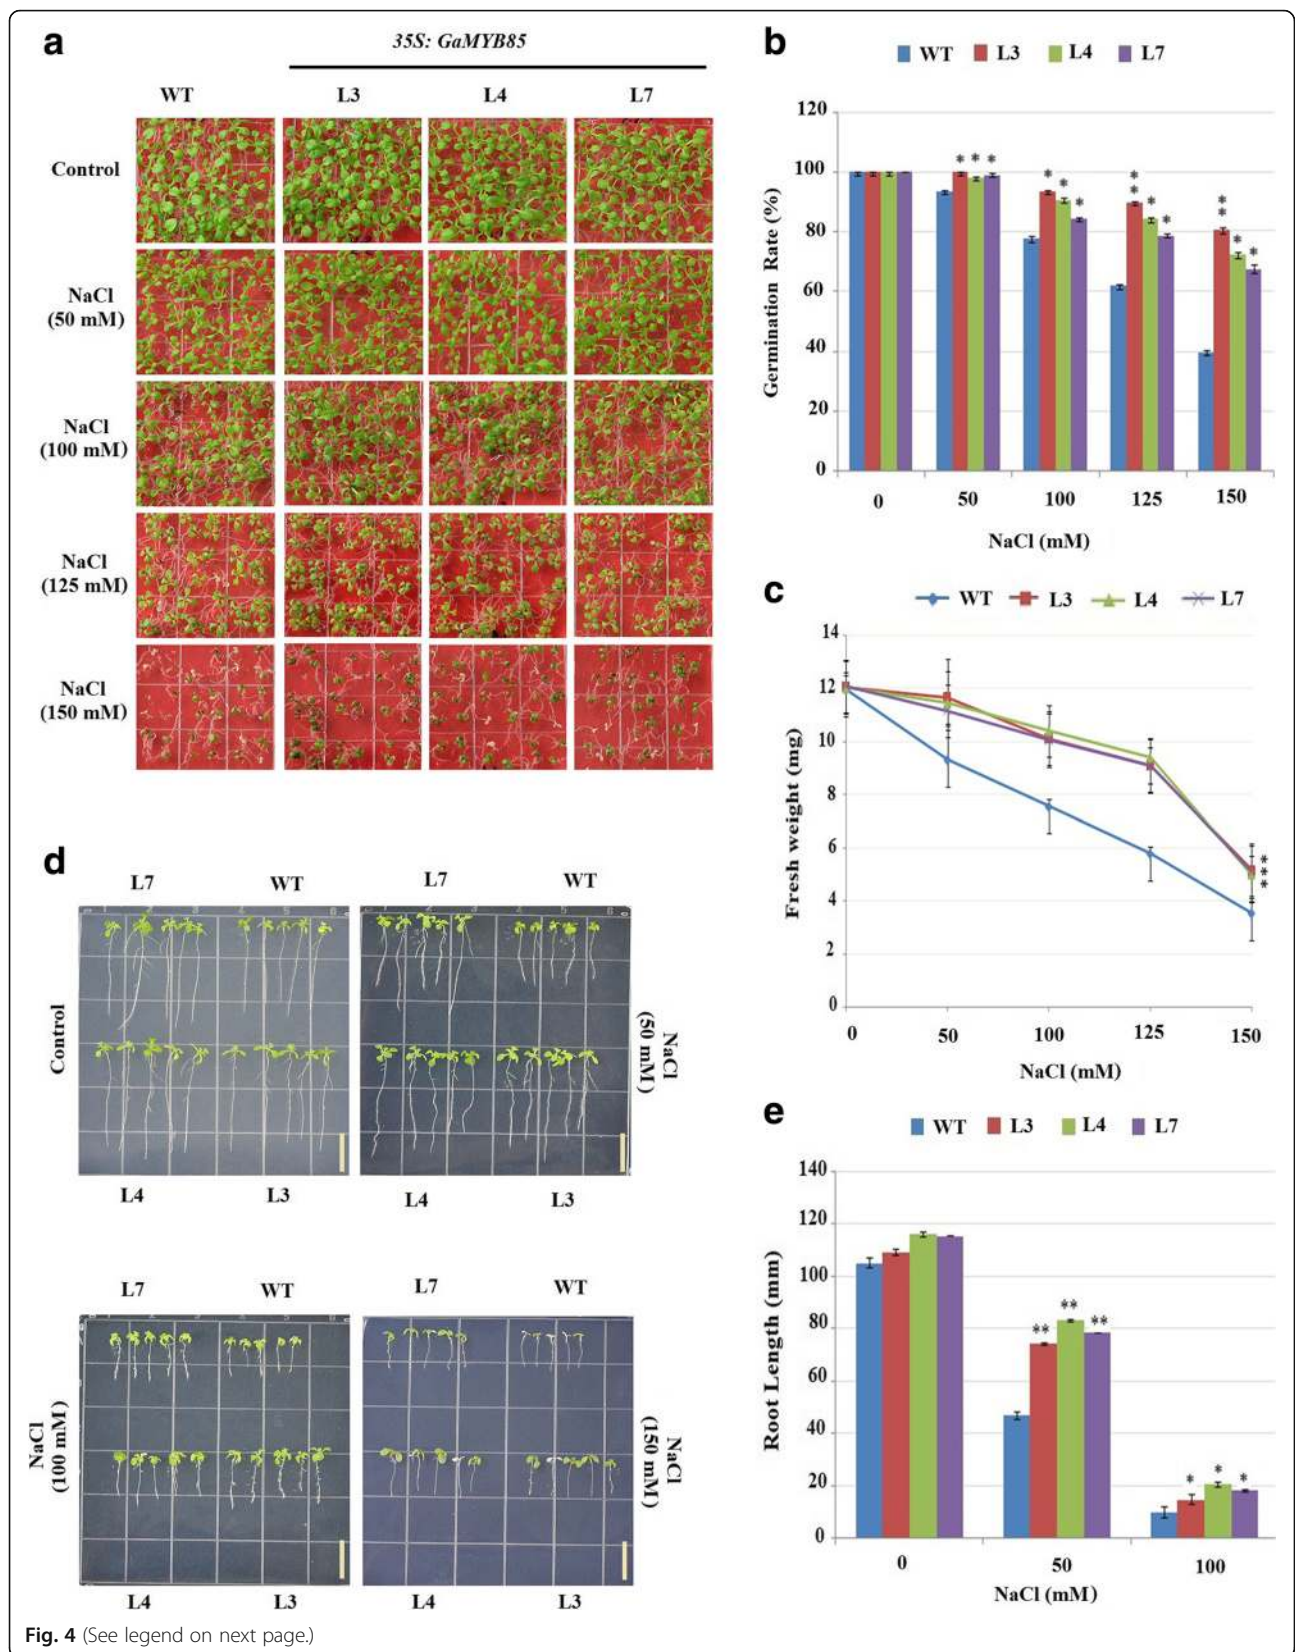 a
35S: GaMYB85
WT L3 L4 L7
Control
NaCl
(50 mM)
NaCl
(100 mM)
NaCl
(125 mM)
NaCl
(150 mM)
b
WT L3 L4 L7
Germination Rate (%)
120
100
80
60
40
20
0
* * *
* * *
** * *
** * *
0 50 100 125 150
NaCl (mM)
c
WT L3 L4 L7
Fresh weight (mg)
14
12
10
8
6
4
2
0
***
0 50 100 125 150
NaCl (mM)
d
L7 WT
Control
L4 L3
L7 WT
NaCl
(50 mM)
L4 L3
L7 WT
NaCl
(100 mM)
L4 L3
L7 WT
NaCl
(150 mM)
L4 L3
e
WT L3 L4 L7
Root Length (mm)
140
120
100
80
60
40
20
0
** ** **
* * *
0 50 100
NaCl (mM)
Fig. 4 (See legend on next page.)